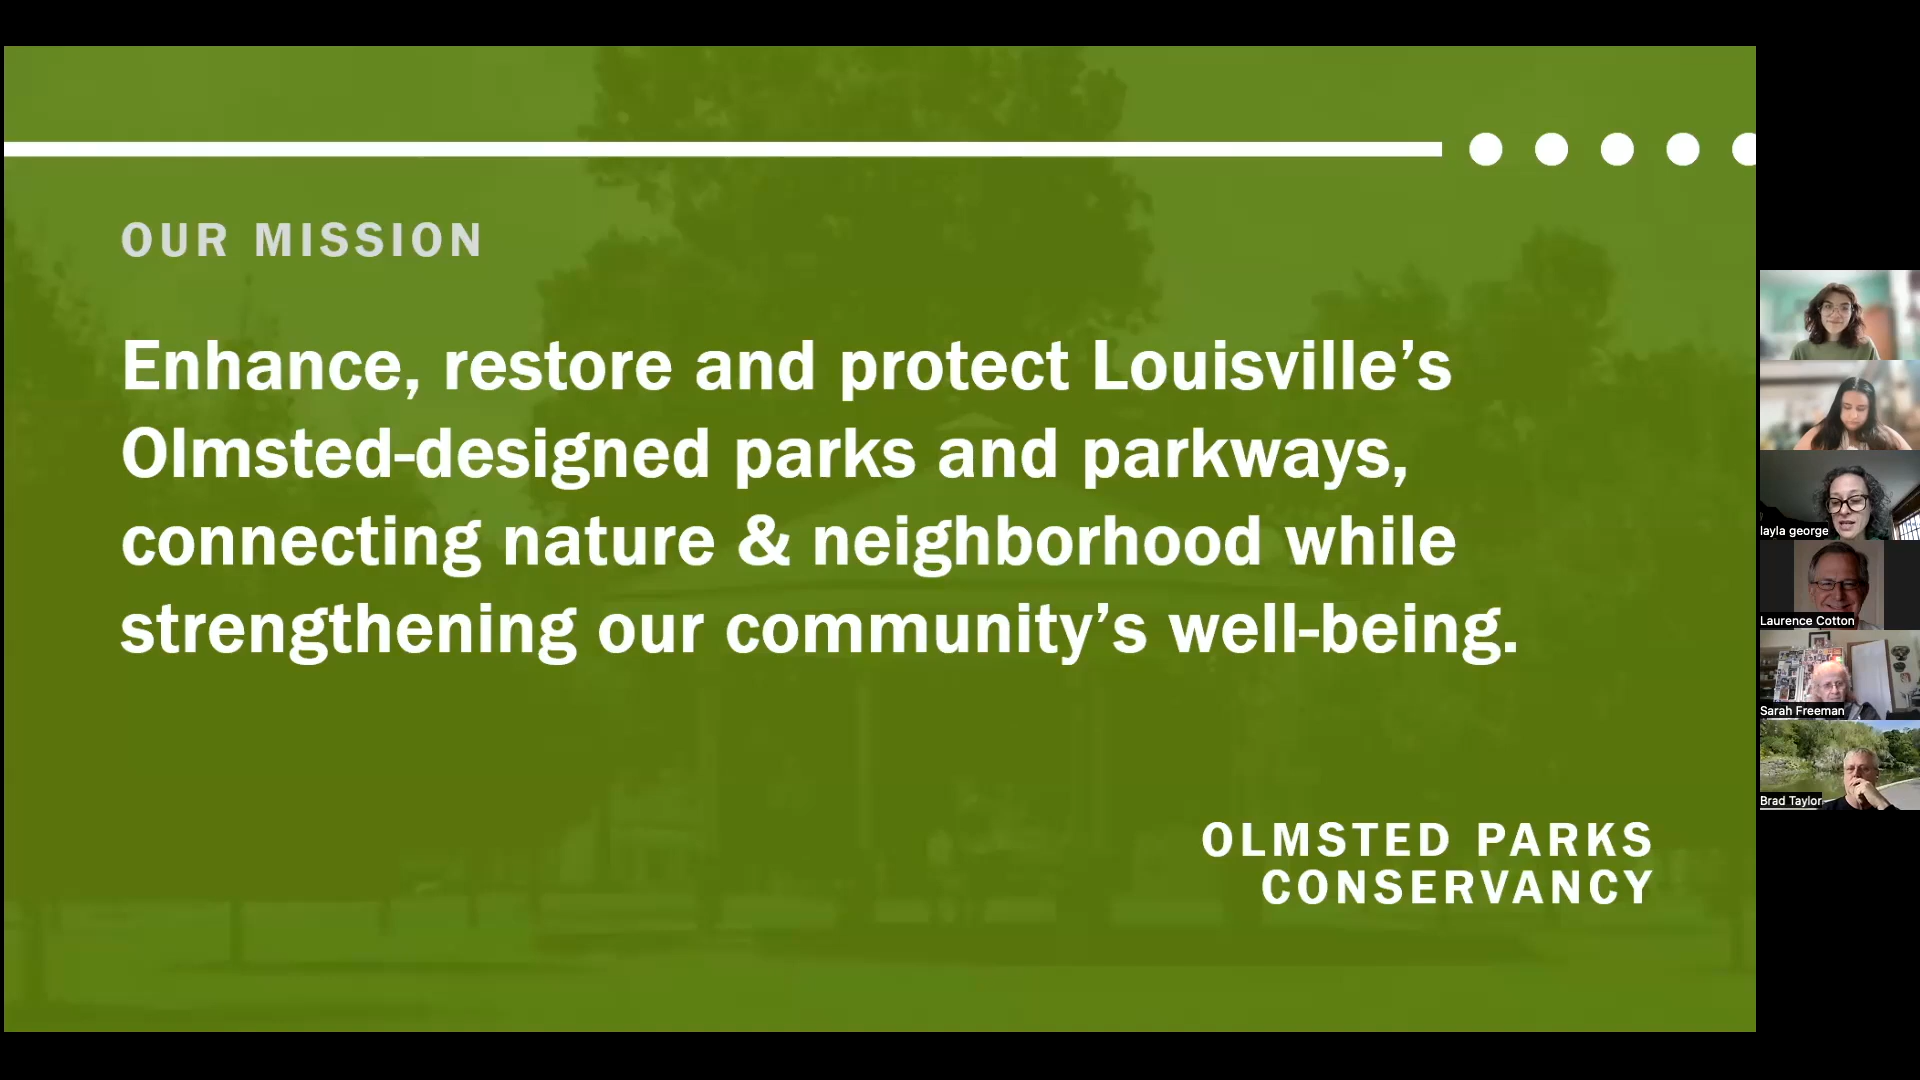 OUR MISSION
Enhance, restore and protect Louisville’s
Olmsted-designed parks and parkways,
connecting nature & neighborhood while
strengthening our community’s well-being.
OLMSTED PARKS
CONSERVANCY
layla george
Laurence Cotton
Sarah Freeman
Brad Taylor